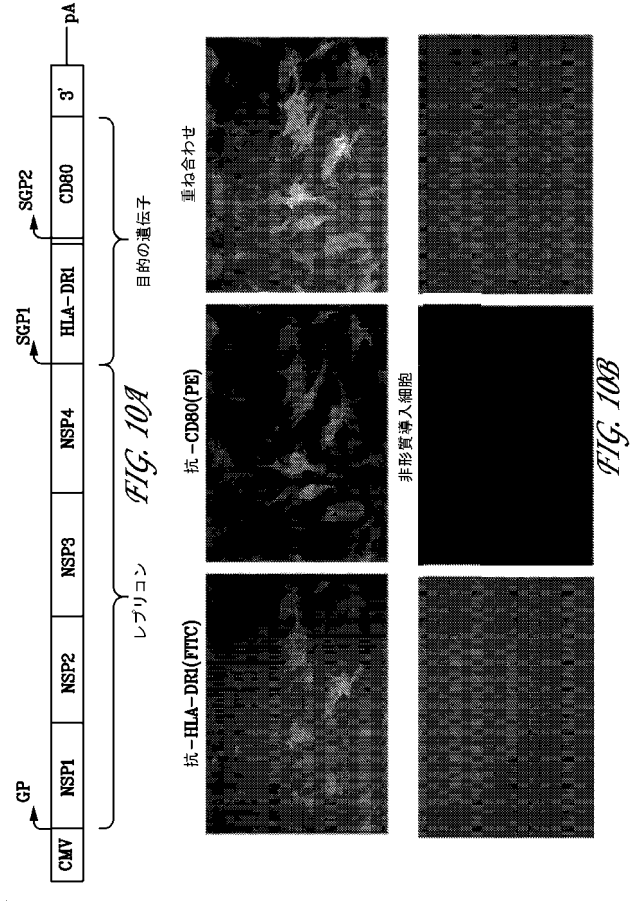 GP
SGP1
SGP2
CMV NSP1 NSP2 NSP3 NSP4 HLA-DR1 CD80 3' pA
レプリコン
目的の遺伝子
FIG. 10A
抗-HLA-DR1(FITC)
抗-CD80(PE)
重ね合わせ
非形質導入細胞
FIG. 10B